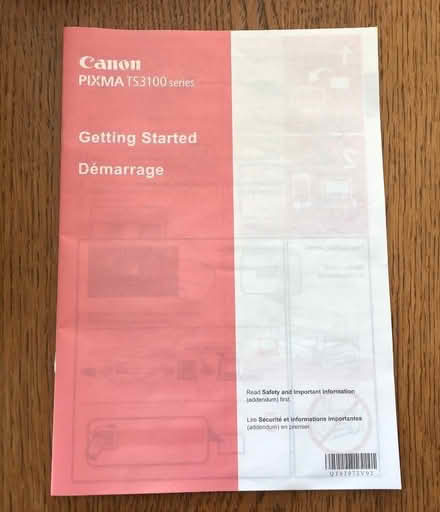 Canon
PIXMA TS3100 series
Getting Started
Démarrage
Read Safety and Important Information
(addendum) first.
Lire Sécurité et informations importantes
(addendum) en premier.